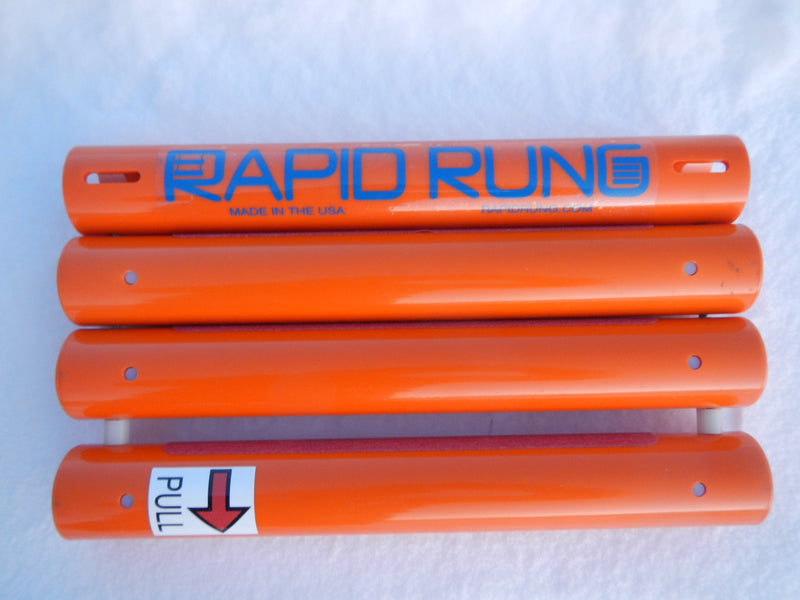 RAPID RUNG
MADE IN THE USA
RAPIDRUNG.COM
PULL